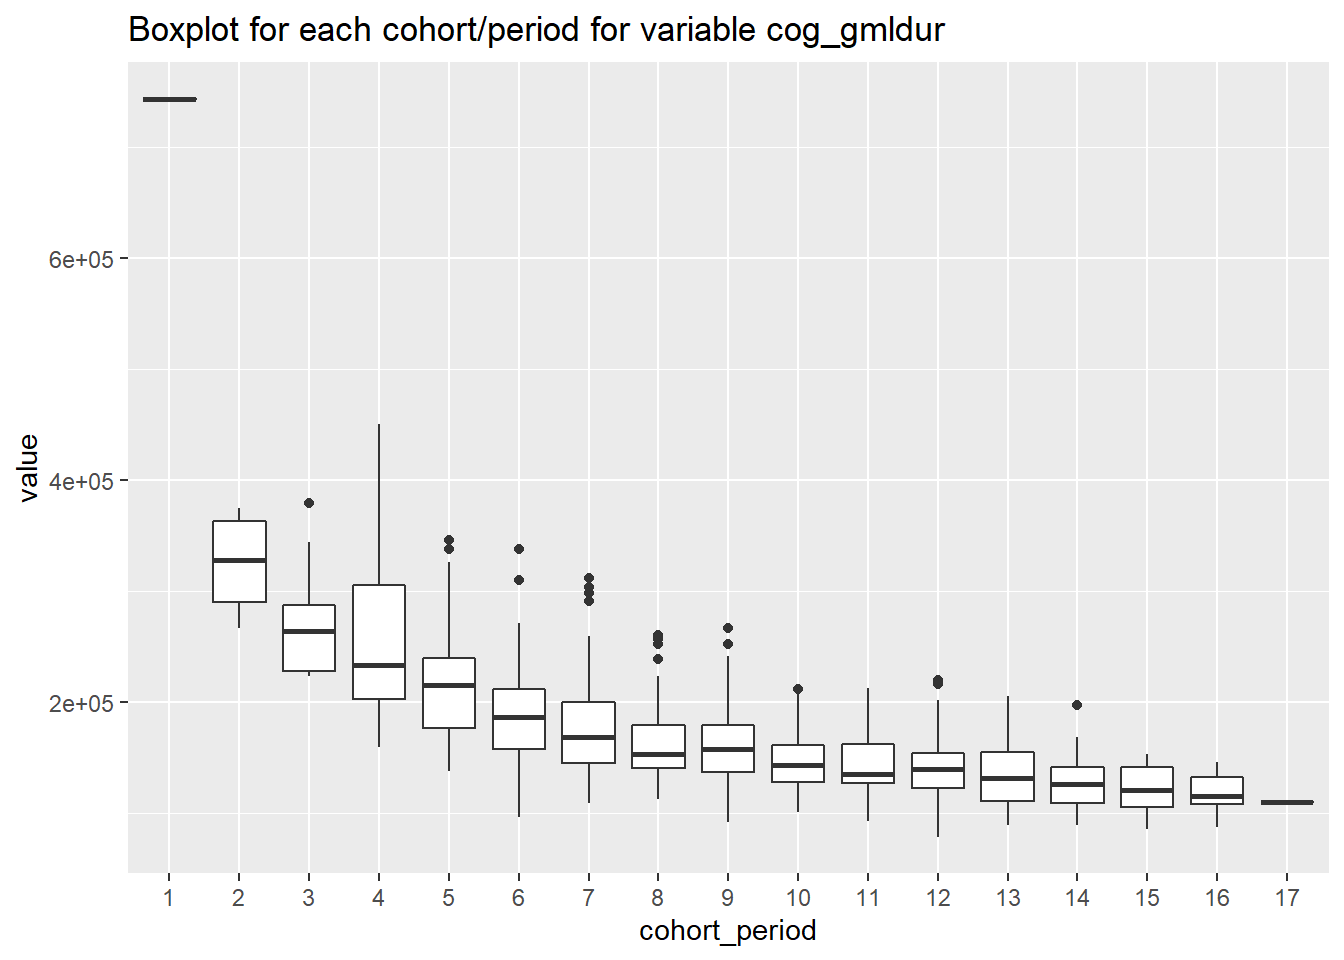 Boxplot for each cohort/period for variable cog_gmldur
6e+05
4e+05
2e+05
value
1 2 3 4 5 6 7 8 9 10 11 12 13 14 15 16 17
cohort_period